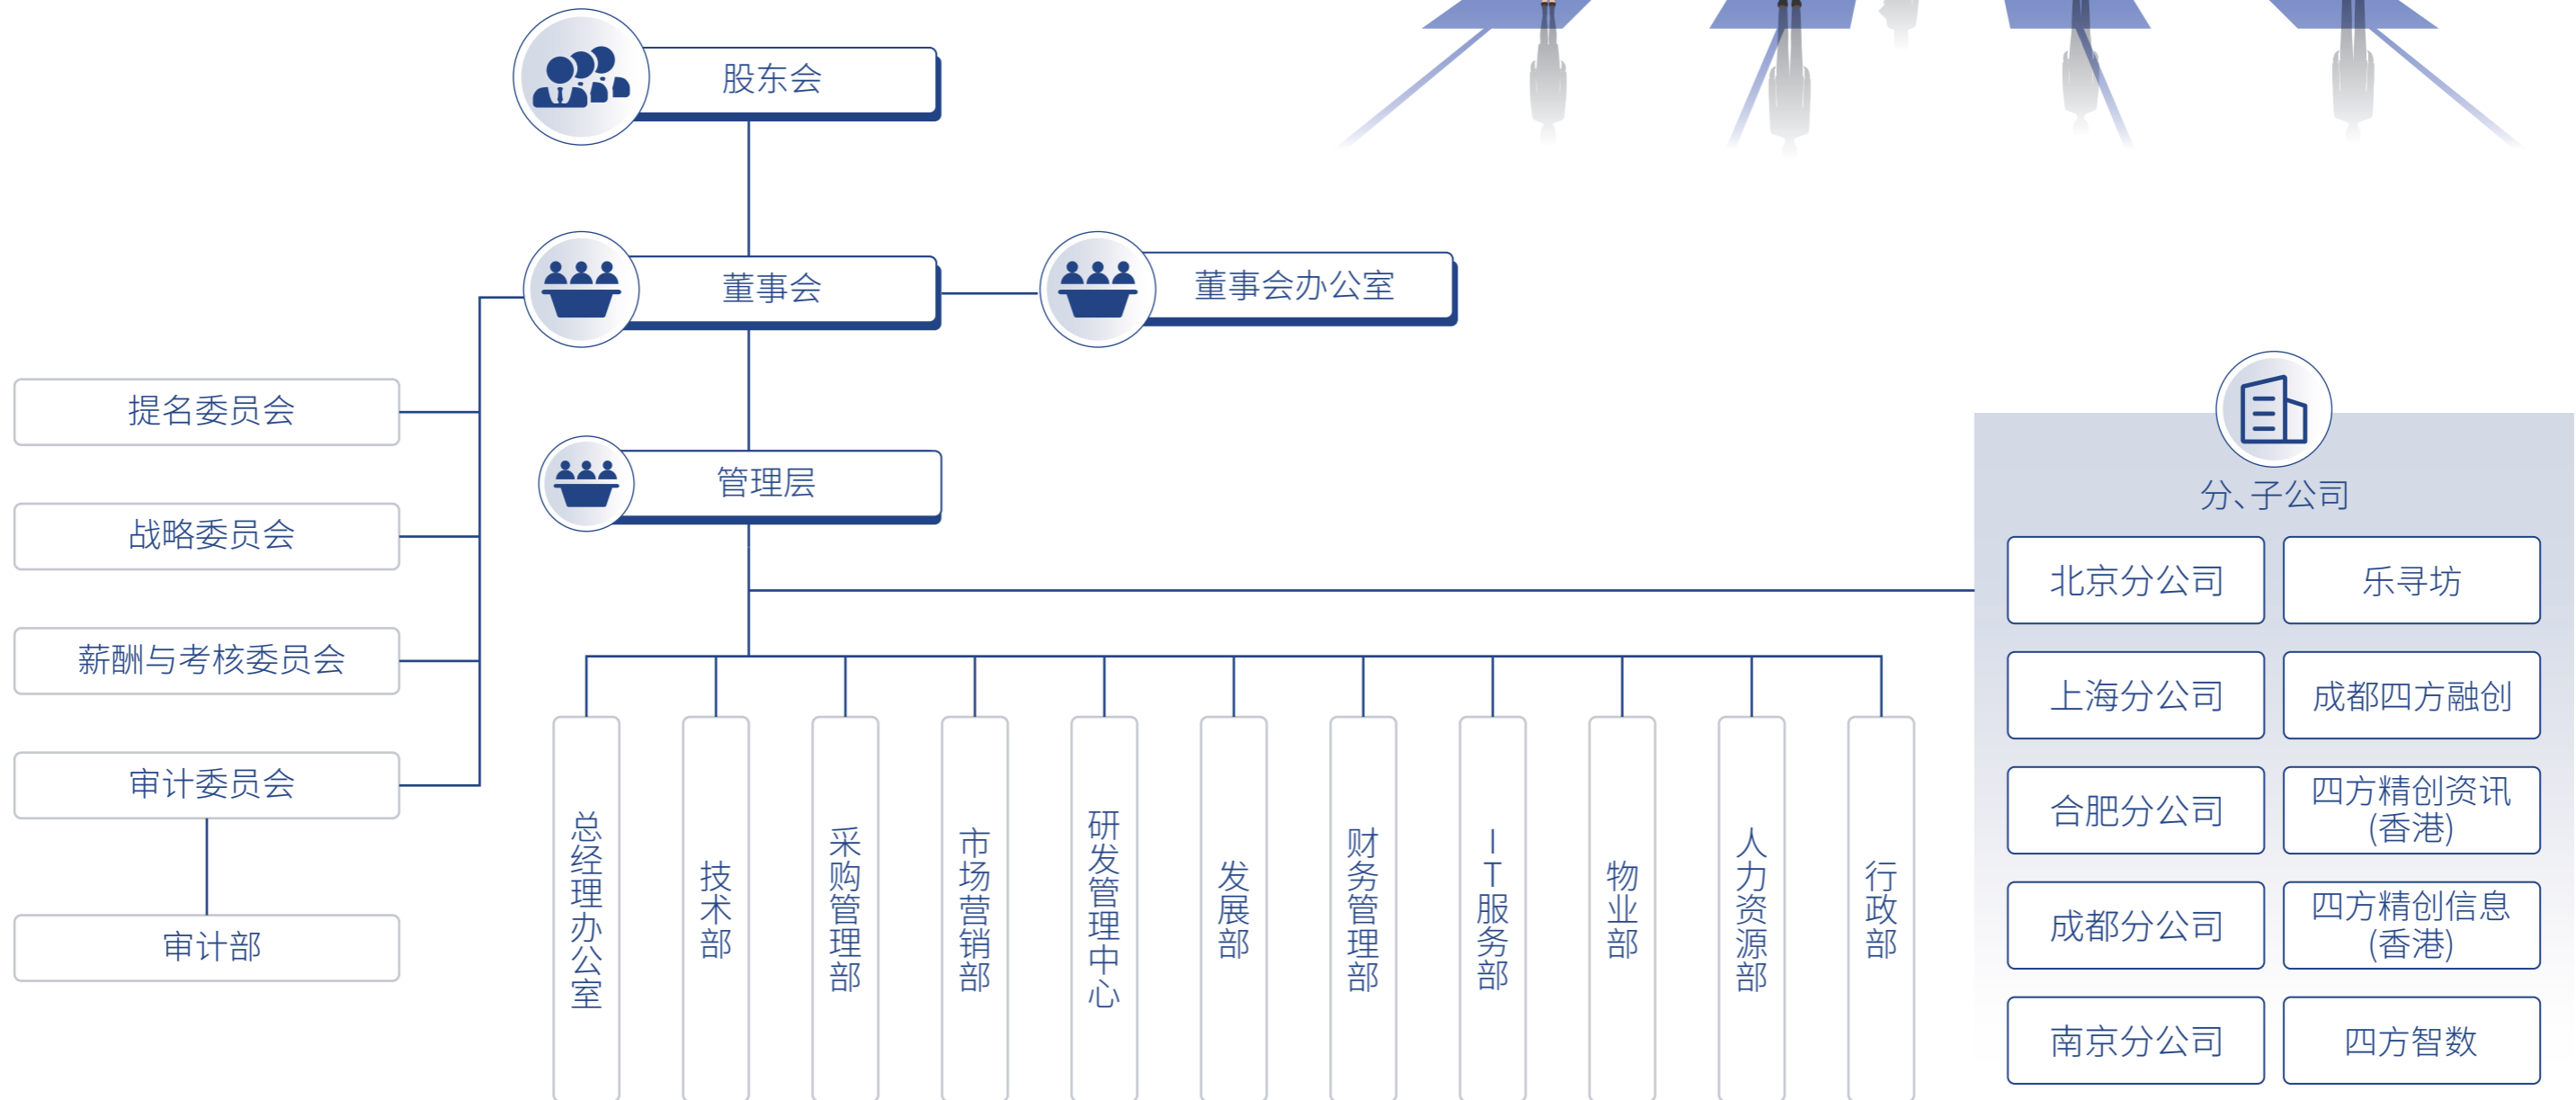 股东会
董事会
董事会办公室
管理层
提名委员会
战略委员会
薪酬与考核委员会
审计委员会
审计部
总经理办公室
技术部
采购管理部
市场营销部
研发管理中心
发展部
财务管理部
IT服务部
物业部
人力资源部
行政部
分、子公司
北京分公司
乐寻坊
上海分公司
成都四方融创
合肥分公司
四方精创资讯
(香港)
成都分公司
四方精创信息
(香港)
南京分公司
四方智数